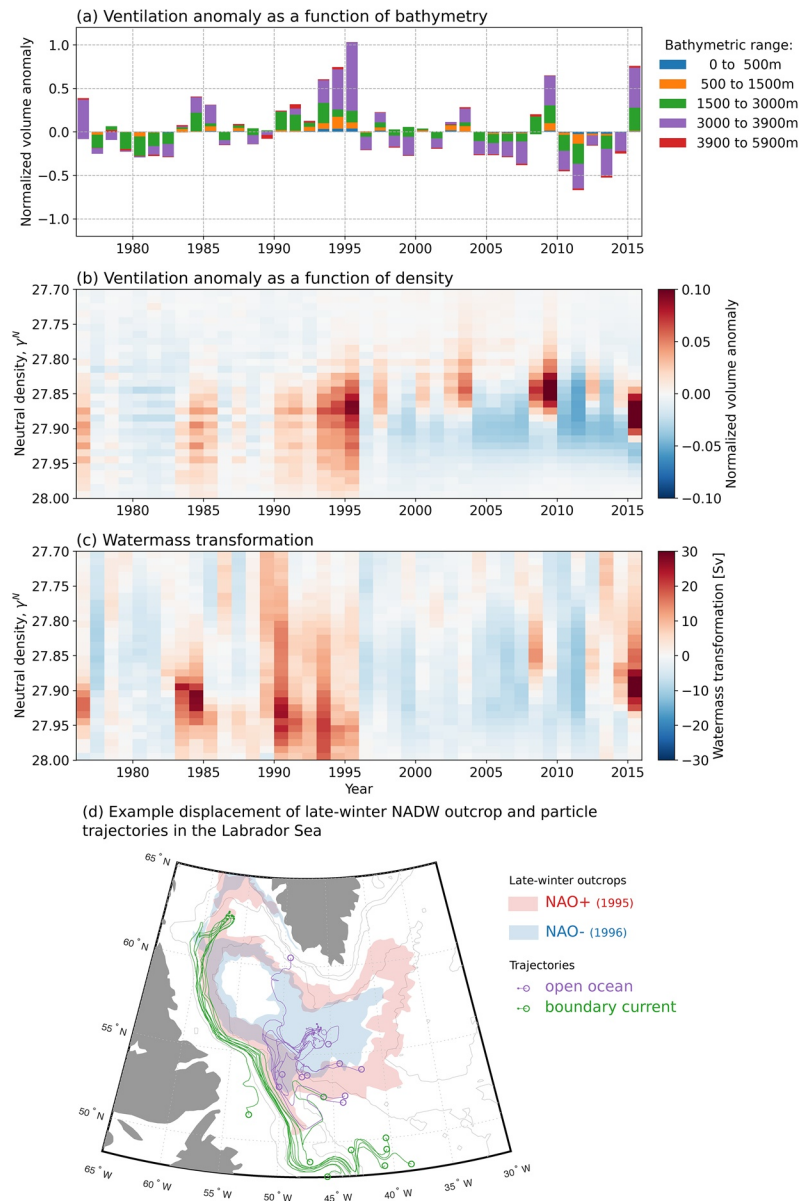 (a) Ventilation anomaly as a function of bathymetry
Normalized volume anomaly
1.0
0.5
0.0
−0.5
−1.0
1980 1985 1990 1995 2000 2005 2010 2015
Bathymetric range:
0 to 500m
500 to 1500m
1500 to 3000m
3000 to 3900m
3900 to 5900m
(b) Ventilation anomaly as a function of density
Neutral density, γᴺ
27.70
27.75
27.80
27.85
27.90
27.95
28.00
1980 1985 1990 1995 2000 2005 2010 2015
0.10
0.05
0.00
−0.05
−0.10
Normalized volume anomaly
(c) Watermass transformation
Neutral density, γᴺ
27.70
27.75
27.80
27.85
27.90
27.95
28.00
1980 1985 1990 1995 2000 2005 2010 2015
Year
30
20
10
0
−10
−20
−30
Watermass transformation [Sv]
(d) Example displacement of late-winter NADW outcrop and particle
trajectories in the Labrador Sea
65°N
60°N
55°N
50°N
65°W 60°W 55°W 50°W 45°W 40°W 35°W 30°W
Late-winter outcrops
NAO+ (1995)
NAO- (1996)
Trajectories
open ocean
boundary current